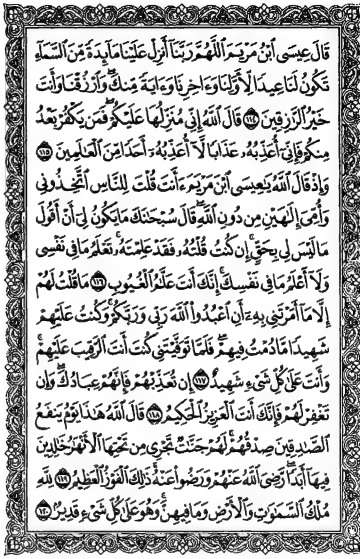 قَالَ عِيسَى ٱبْنُ مَرْيَمَ ٱللَّهُمَّ رَبَّنَآ أَنزِلْ عَلَيْنَا مَآئِدَةً مِّنَ ٱلسَّمَآءِ
تَكُونُ لَنَا عِيدًا لِّأَوَّلِنَا وَءَاخِرِنَا وَءَايَةً مِّنكَ ۖ وَٱرْزُقْنَا وَأَنتَ
خَيْرُ ٱلرَّٰزِقِينَ ١١٤ قَالَ ٱللَّهُ إِنِّى مُنَزِّلُهَا عَلَيْكُمْ ۖ فَمَن يَكْفُرْ بَعْدُ
مِنكُمْ فَإِنِّىٓ أُعَذِّبُهُۥ عَذَابًا لَّآ أُعَذِّبُهُۥٓ أَحَدًا مِّنَ ٱلْعَٰلَمِينَ ١١٥
وَإِذْ قَالَ ٱللَّهُ يَٰعِيسَى ٱبْنَ مَرْيَمَ ءَأَنتَ قُلْتَ لِلنَّاسِ ٱتَّخِذُونِى
وَأُمِّىَ إِلَٰهَيْنِ مِن دُونِ ٱللَّهِ ۖ قَالَ سُبْحَٰنَكَ مَا يَكُونُ لِىٓ أَنْ أَقُولَ
مَا لَيْسَ لِى بِحَقٍّ ۚ إِن كُنتُ قُلْتُهُۥ فَقَدْ عَلِمْتَهُۥ ۚ تَعْلَمُ مَا فِى نَفْسِى
وَلَآ أَعْلَمُ مَا فِى نَفْسِكَ ۚ إِنَّكَ أَنتَ عَلَّٰمُ ٱلْغُيُوبِ ١١٦ مَا قُلْتُ لَهُمْ
إِلَّا مَآ أَمَرْتَنِى بِهِۦٓ أَنِ ٱعْبُدُوا۟ ٱللَّهَ رَبِّى وَرَبَّكُمْ ۚ وَكُنتُ عَلَيْهِمْ
شَهِيدًا مَّا دُمْتُ فِيهِمْ ۖ فَلَمَّا تَوَفَّيْتَنِى كُنتَ أَنتَ ٱلرَّقِيبَ عَلَيْهِمْ ۚ
وَأَنتَ عَلَىٰ كُلِّ شَىْءٍ شَهِيدٌ ١١٧ إِن تُعَذِّبْهُمْ فَإِنَّهُمْ عِبَادُكَ ۖ وَإِن
تَغْفِرْ لَهُمْ فَإِنَّكَ أَنتَ ٱلْعَزِيزُ ٱلْحَكِيمُ ١١٨ قَالَ ٱللَّهُ هَٰذَا يَوْمُ يَنفَعُ
ٱلصَّٰدِقِينَ صِدْقُهُمْ ۚ لَهُمْ جَنَّٰتٌ تَجْرِى مِن تَحْتِهَا ٱلْأَنْهَٰرُ خَٰلِدِينَ
فِيهَآ أَبَدًا ۚ رَّضِىَ ٱللَّهُ عَنْهُمْ وَرَضُوا۟ عَنْهُ ۚ ذَٰلِكَ ٱلْفَوْزُ ٱلْعَظِيمُ ١١٩ لِلَّهِ
مُلْكُ ٱلسَّمَٰوَٰتِ وَٱلْأَرْضِ وَمَا فِيهِنَّ ۚ وَهُوَ عَلَىٰ كُلِّ شَىْءٍ قَدِيرٌۢ ١٢٠